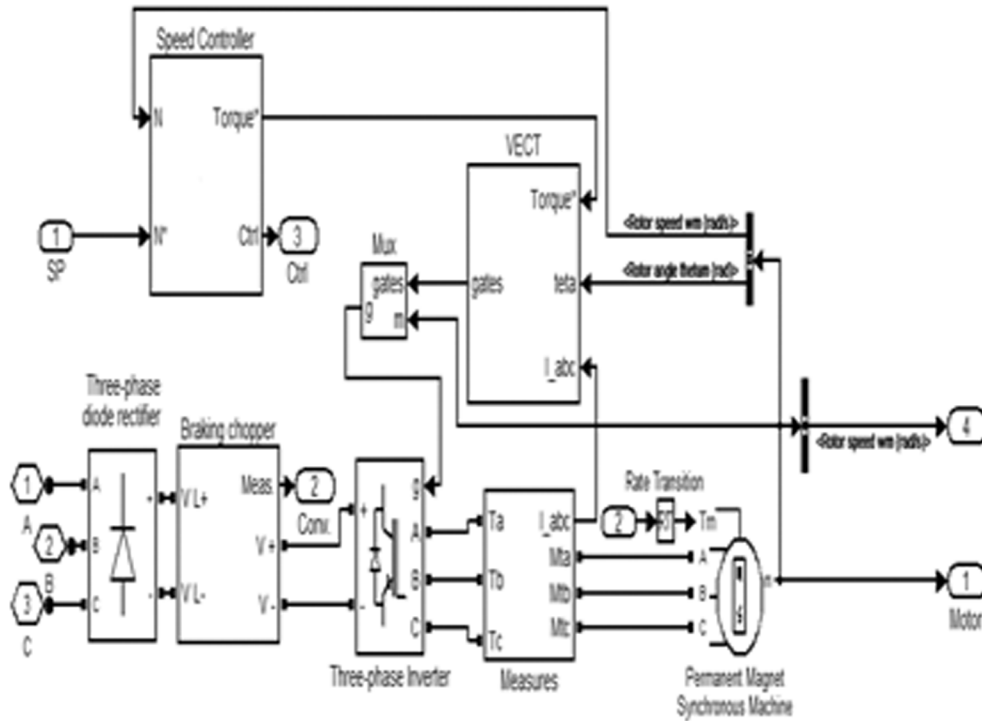 Speed Controller
N
Torque*
N*
Ctrl
1
SP
3
Ctrl
VECT
Torque*
gates
teta
I_abc
<Rotor speed wm (rad/s)>
<Rotor angle thetam (rad)>
Mux
gates
g
m
4
<Rotor speed wm (rad/s)>
Three-phase
diode rectifier
A
B
C
+
-
1
A
2
B
3
C
Braking chopper
V L+
V L-
Meas.
V +
V -
2
Conv.
g
+
-
A
B
C
Three-phase Inverter
Ta
Tb
Tc
I_abc
Mta
Mtb
Mtc
Measures
Rate Transition
2
Tm
A
B
C
m
Permanent Magnet
Synchronous Machine
1
Motor